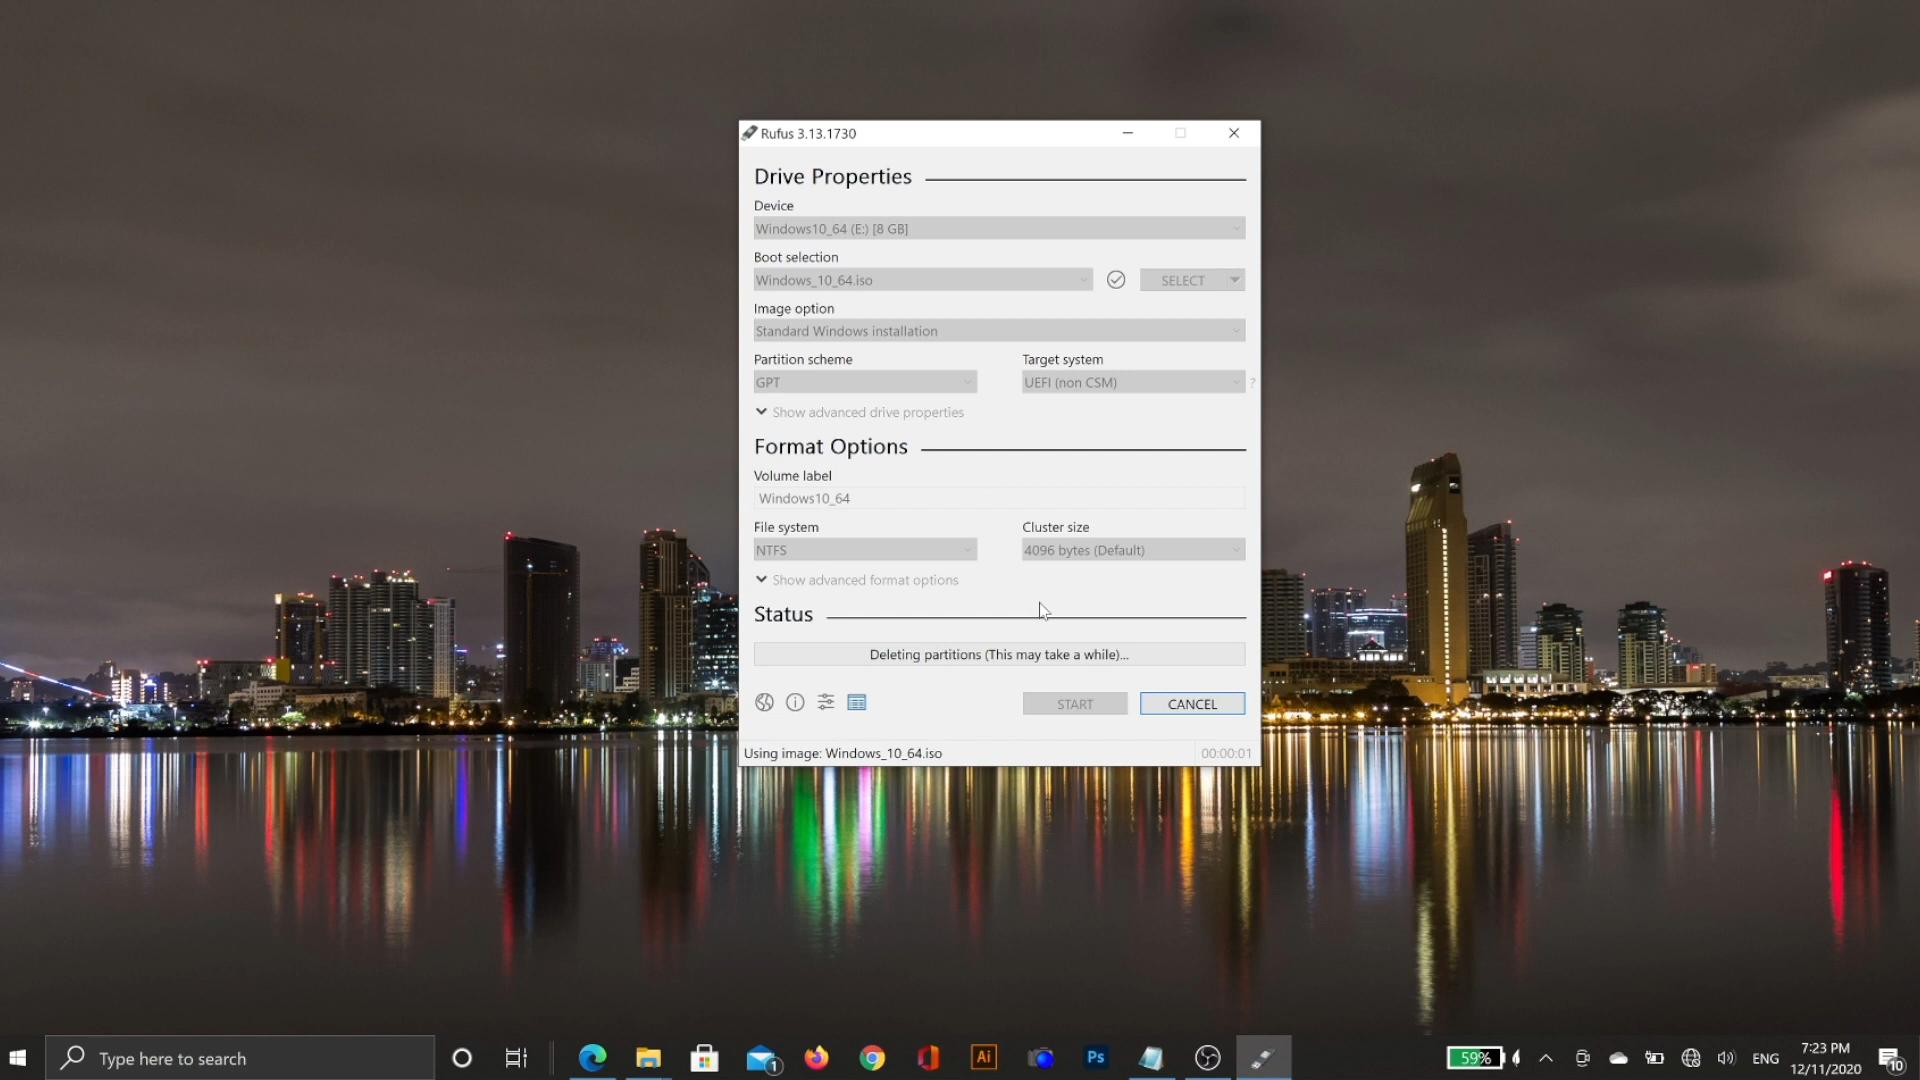 Rufus 3.13.1730
Drive Properties
Device
Windows10_64 (E:) [8 GB]
Boot selection
Windows_10_64.iso
SELECT
Image option
Standard Windows installation
Partition scheme
Target system
GPT
UEFI (non CSM)
?
Show advanced drive properties
Format Options
Volume label
Windows10_64
File system
Cluster size
NTFS
4096 bytes (Default)
Show advanced format options
Status
Deleting partitions (This may take a while)...
START
CANCEL
Using image: Windows_10_64.iso
00:00:01
Type here to search
1
Ai
Ps
59%
ENG
7:23 PM
12/11/2020
10